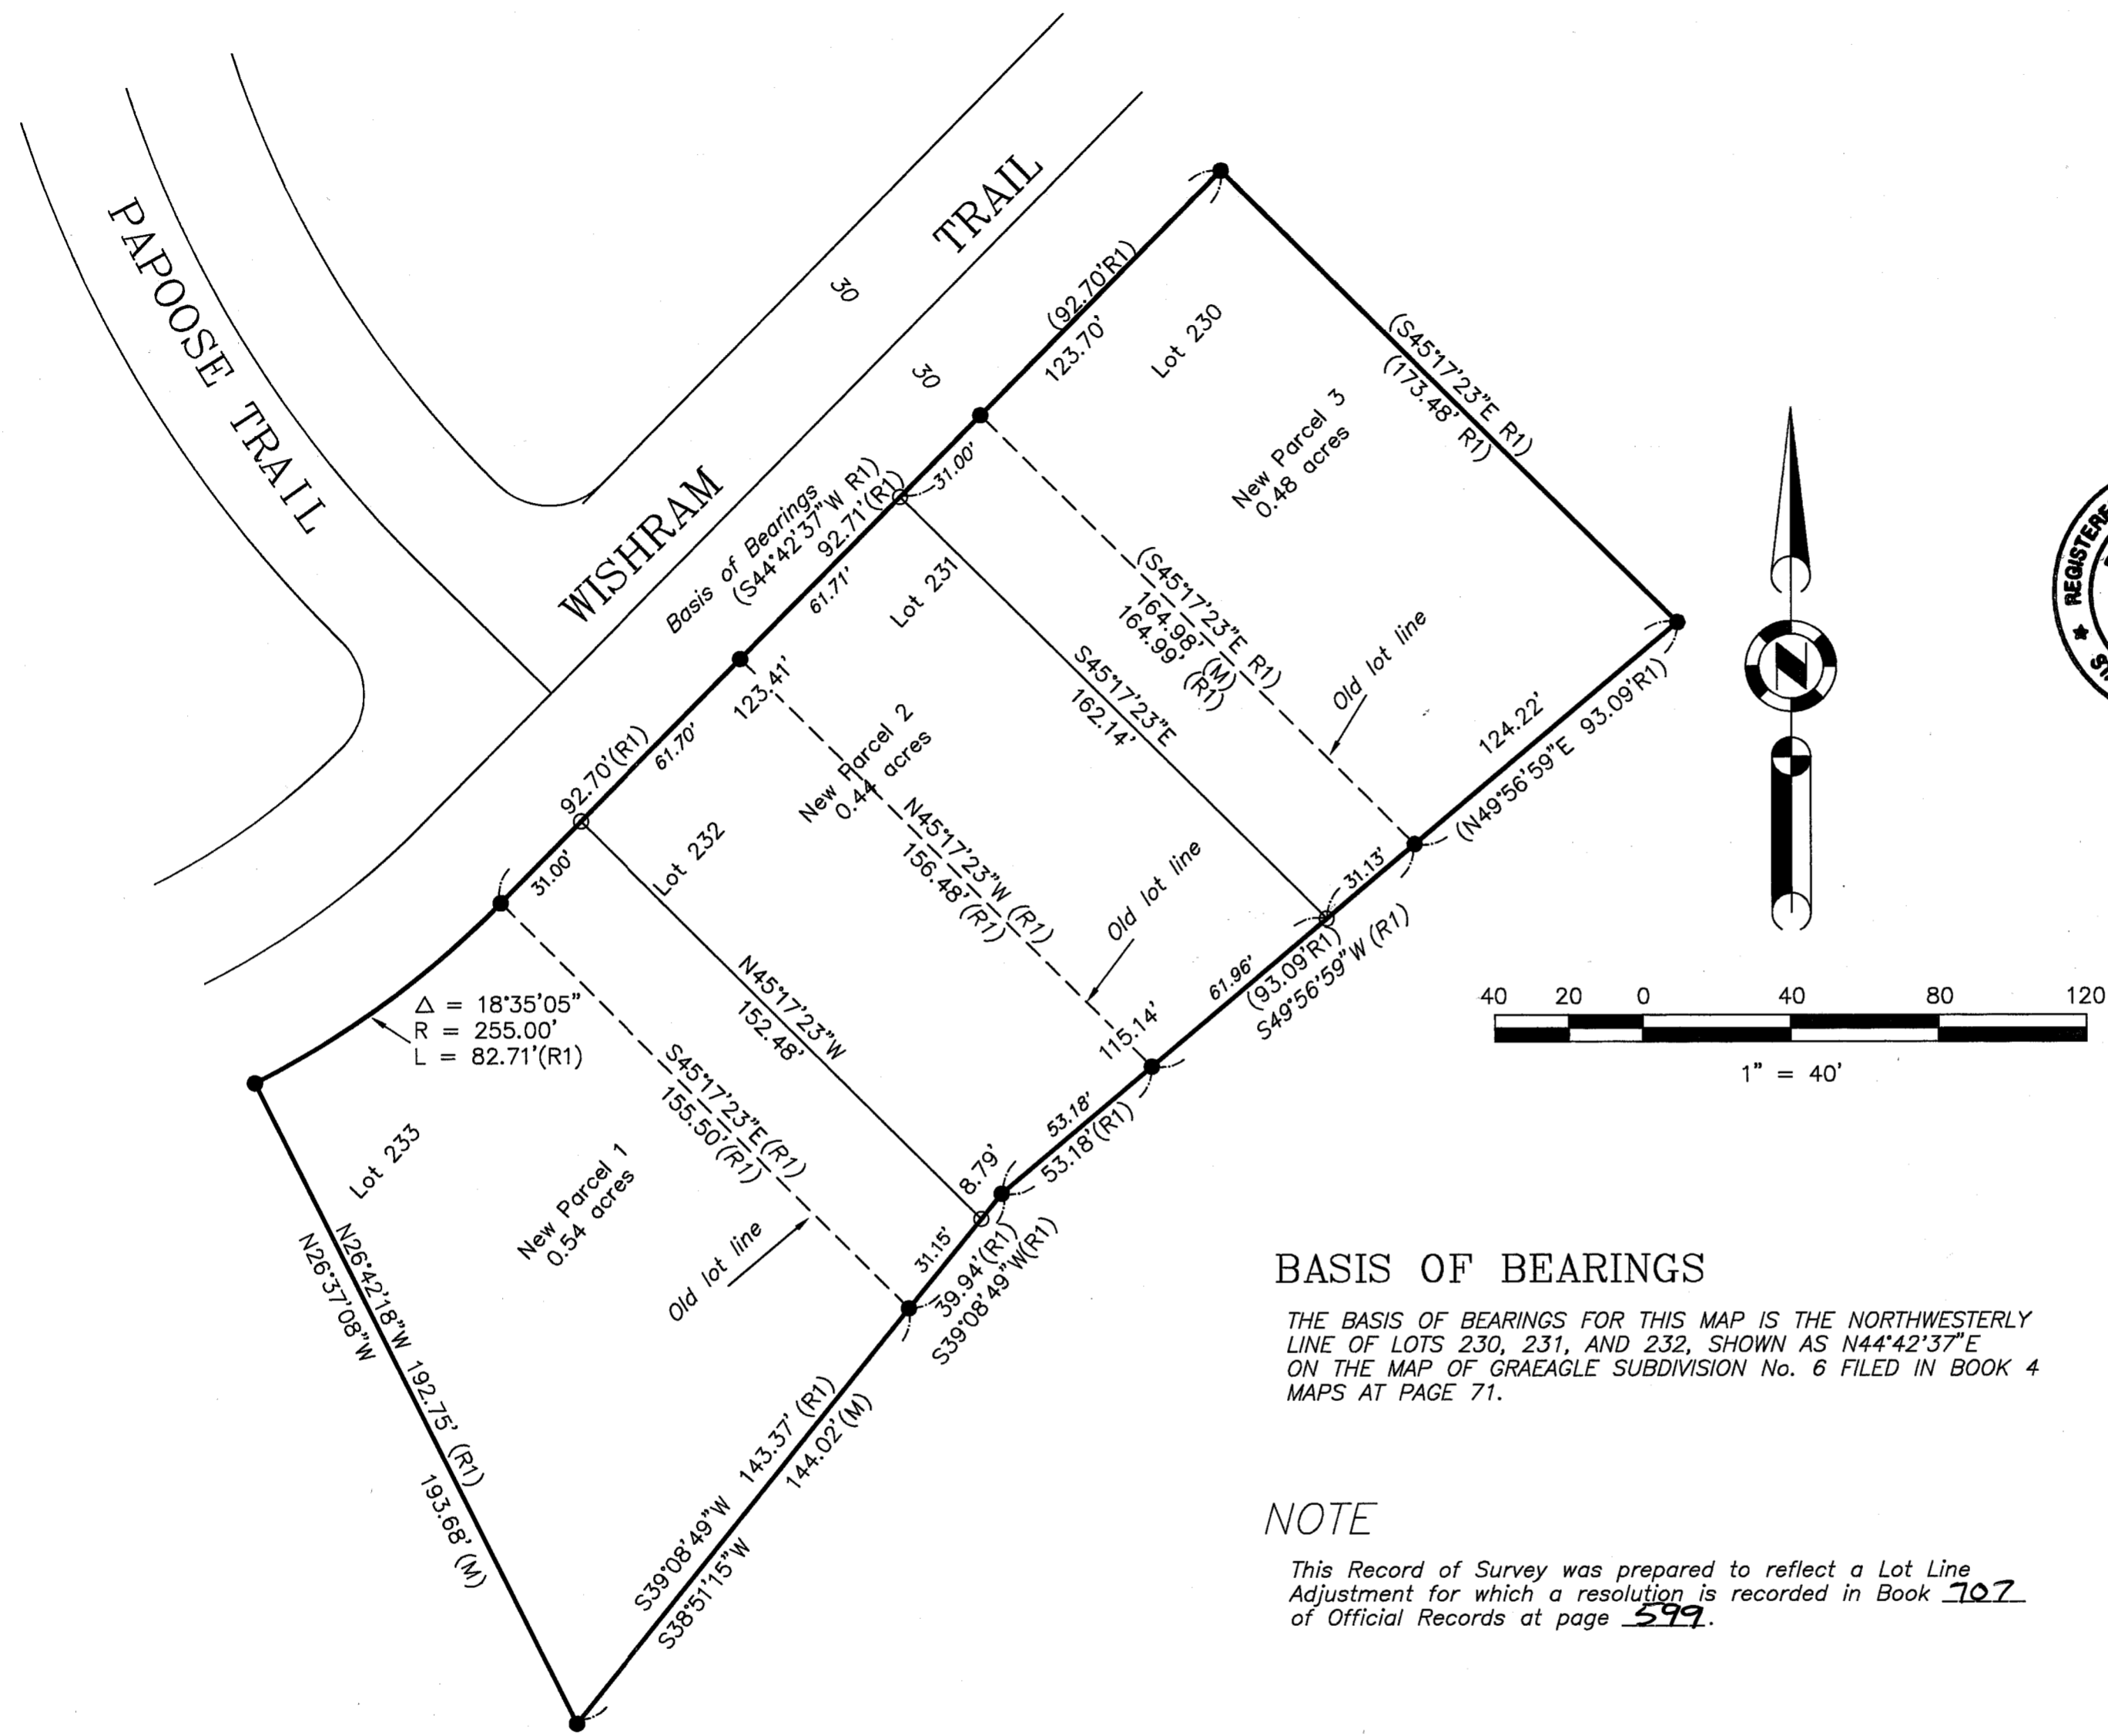 PAPOOSE TRAIL
WISHRAM TRAIL
30
30
(92.70'R1)
123.70'
Lot 230
(S45°17'23"E R1)
(173.48' R1)
New Parcel 3
0.48 acres
Basis of Bearings
(S44°42'37"W R1)
92.71'(R1)
31.00'
61.71'
Lot 231
(S45°17'23"E R1)
164.98' (M)
164.99' (R1)
Old lot line
S45°17'23"E
162.14'
124.22'
(N49°56'59"E 93.09'R1)
123.41'
92.70'(R1)
61.70'
New Parcel 2
0.44 acres
Lot 232
N45°17'23"W (R1)
156.48'(R1)
Old lot line
31.13'
61.96'
(93.09'R1)
S49°56'59"W (R1)
115.14'
31.00'
N45°17'23"W
152.48'
53.18'
53.18'(R1)
8.79'
Δ = 18°35'05"
R = 255.00'
L = 82.71'(R1)
S45°17'23"E(R1)
155.50'(R1)
Lot 233
New Parcel 1
0.54 acres
Old lot line
31.15'
39.94'(R1)
S39°08'49"W(R1)
N26°42'18"W 192.75' (R1)
N26°37'08"W
193.68' (M)
S39°08'49"W 143.37' (R1)
S38°51'15"W
144.02'(M)
N
REGISTERE
40 20 0 40 80 120
1" = 40'
BASIS OF BEARINGS
THE BASIS OF BEARINGS FOR THIS MAP IS THE NORTHWESTERLY
LINE OF LOTS 230, 231, AND 232, SHOWN AS N44°42'37"E
ON THE MAP OF GRAEAGLE SUBDIVISION No. 6 FILED IN BOOK 4
MAPS AT PAGE 71.
NOTE
This Record of Survey was prepared to reflect a Lot Line
Adjustment for which a resolution is recorded in Book 707
of Official Records at page 599.